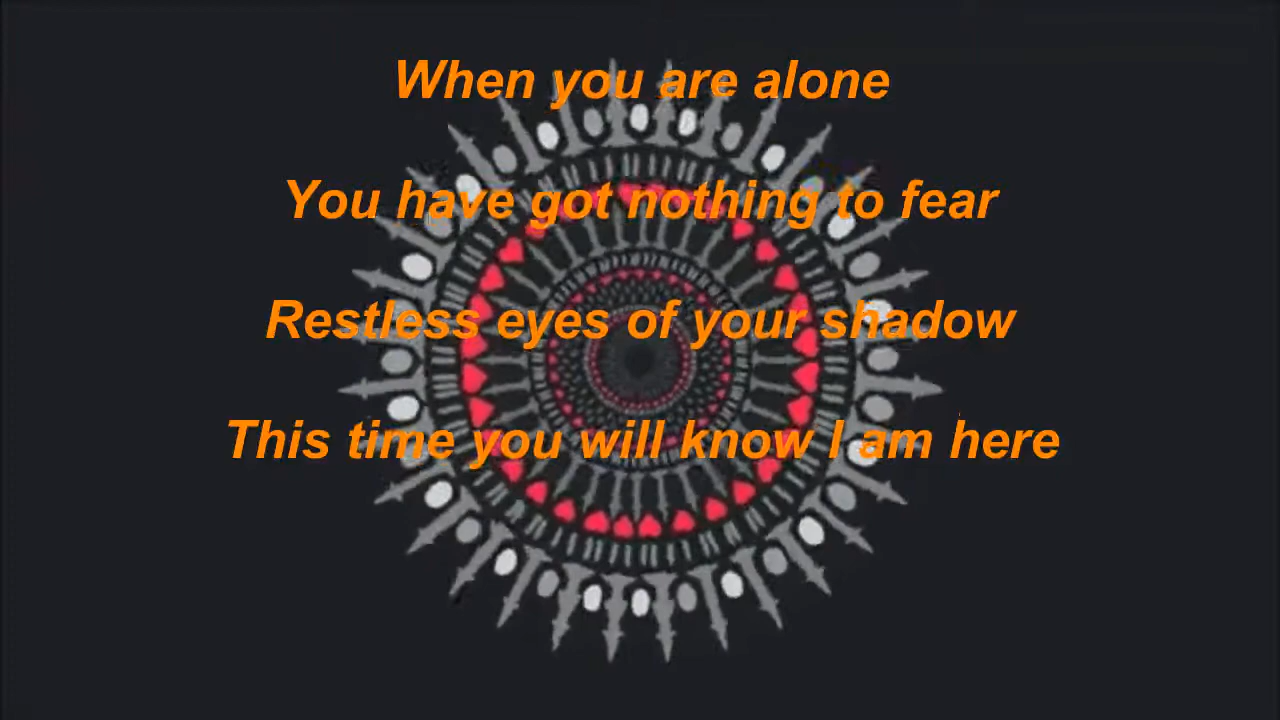 When you are alone
You have got nothing to fear
Restless eyes of your shadow
This time you will know I am here